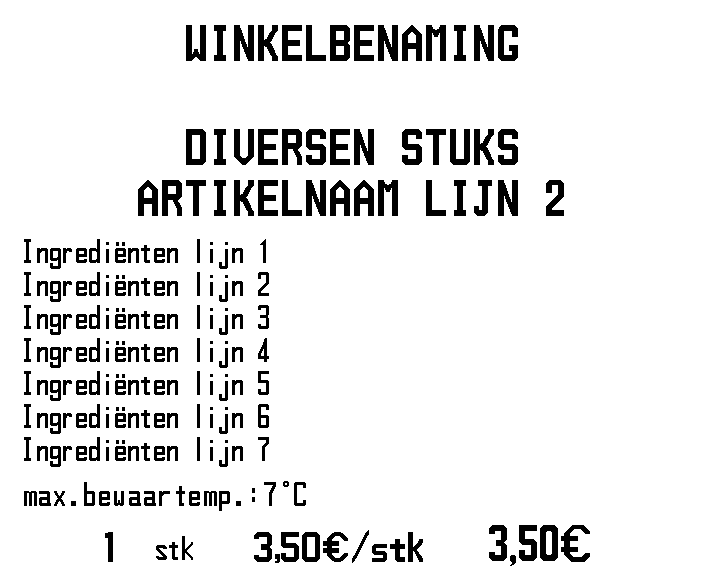 WINKELBENAMING
DIVERSEN STUKS
ARTIKELNAAM LIJN 2
Ingrediënten lijn 1
Ingrediënten lijn 2
Ingrediënten lijn 3
Ingrediënten lijn 4
Ingrediënten lijn 5
Ingrediënten lijn 6
Ingrediënten lijn 7
max.bewaartemp.:7°C
1 stk 3,50€/stk 3,50€